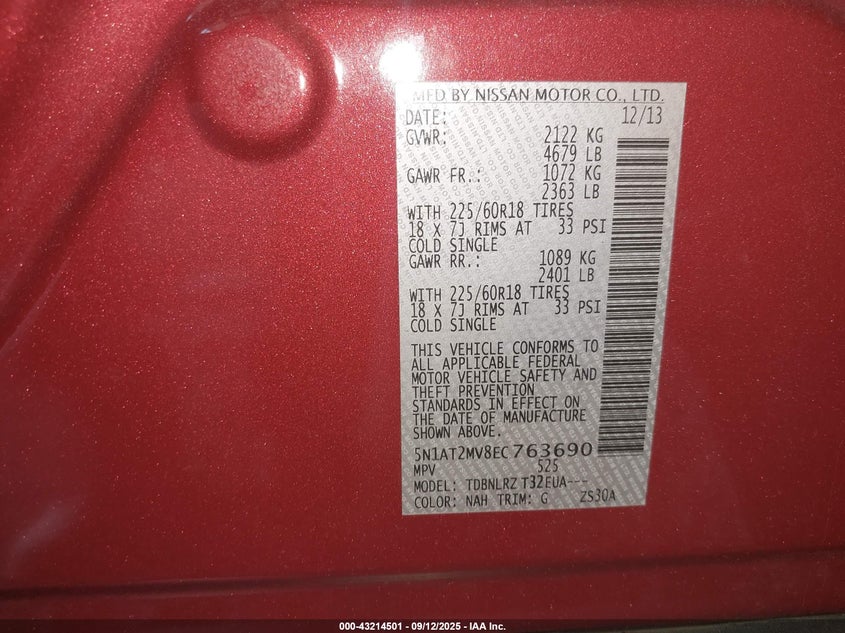 MFD BY NISSAN MOTOR CO., LTD.
DATE: 12/13
GVWR: 2122 KG
4679 LB
GAWR FR.: 1072 KG
2363 LB
WITH 225/60R18 TIRES
18 X 7J RIMS AT 33 PSI
COLD SINGLE
GAWR RR.: 1089 KG
2401 LB
WITH 225/60R18 TIRES
18 X 7J RIMS AT 33 PSI
COLD SINGLE
THIS VEHICLE CONFORMS TO
ALL APPLICABLE FEDERAL
MOTOR VEHICLE SAFETY AND
THEFT PREVENTION
STANDARDS IN EFFECT ON
THE DATE OF MANUFACTURE
SHOWN ABOVE.
5N1AT2MV8EC763690
MPV 525
MODEL: TDBNLRZ T32EUA---
COLOR: NAH TRIM: G ZS30A
000-43214501 - 09/12/2025 - IAA Inc.